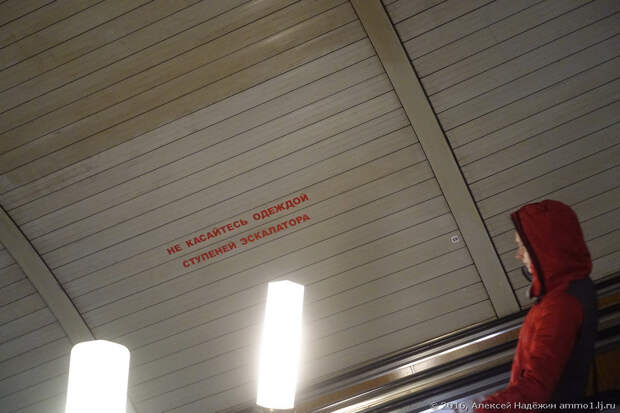 НЕ КАСАЙТЕСЬ ОДЕЖДОЙ
СТУПЕНЕЙ ЭСКАЛАТОРА
© 2016, Алексей Надёжин ammo1.lj.ru